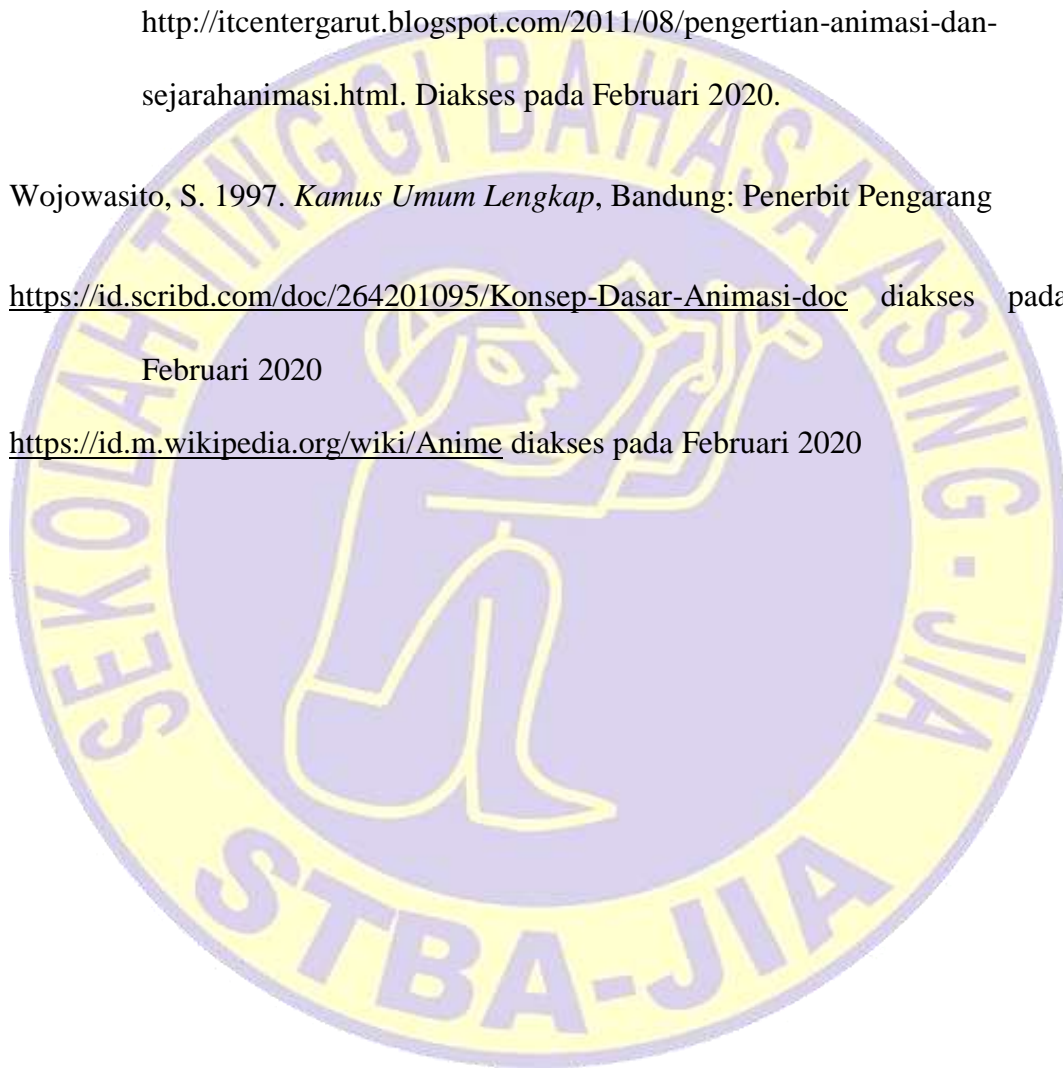 http://itcentergarut.blogspot.com/2011/08/pengertian-animasi-dan-
sejarahanimasi.html. Diakses pada Februari 2020.
Wojowasito, S. 1997. Kamus Umum Lengkap, Bandung: Penerbit Pengarang
https://id.scribd.com/doc/264201095/Konsep-Dasar-Animasi-doc diakses pada
Februari 2020
https://id.m.wikipedia.org/wiki/Anime diakses pada Februari 2020
SEKOLAH TINGGI BAHASA ASING - JIA
STBA-JIA